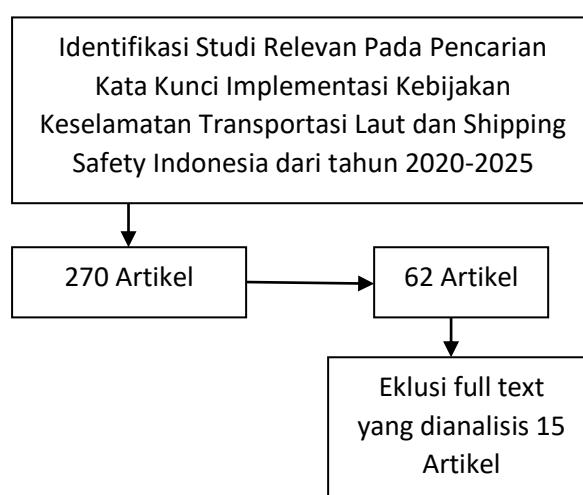 Identifikasi Studi Relevan Pada Pencarian
Kata Kunci Implementasi Kebijakan
Keselamatan Transportasi Laut dan Shipping
Safety Indonesia dari tahun 2020-2025
270 Artikel
62 Artikel
Eklusi full text
yang dianalisis 15
Artikel